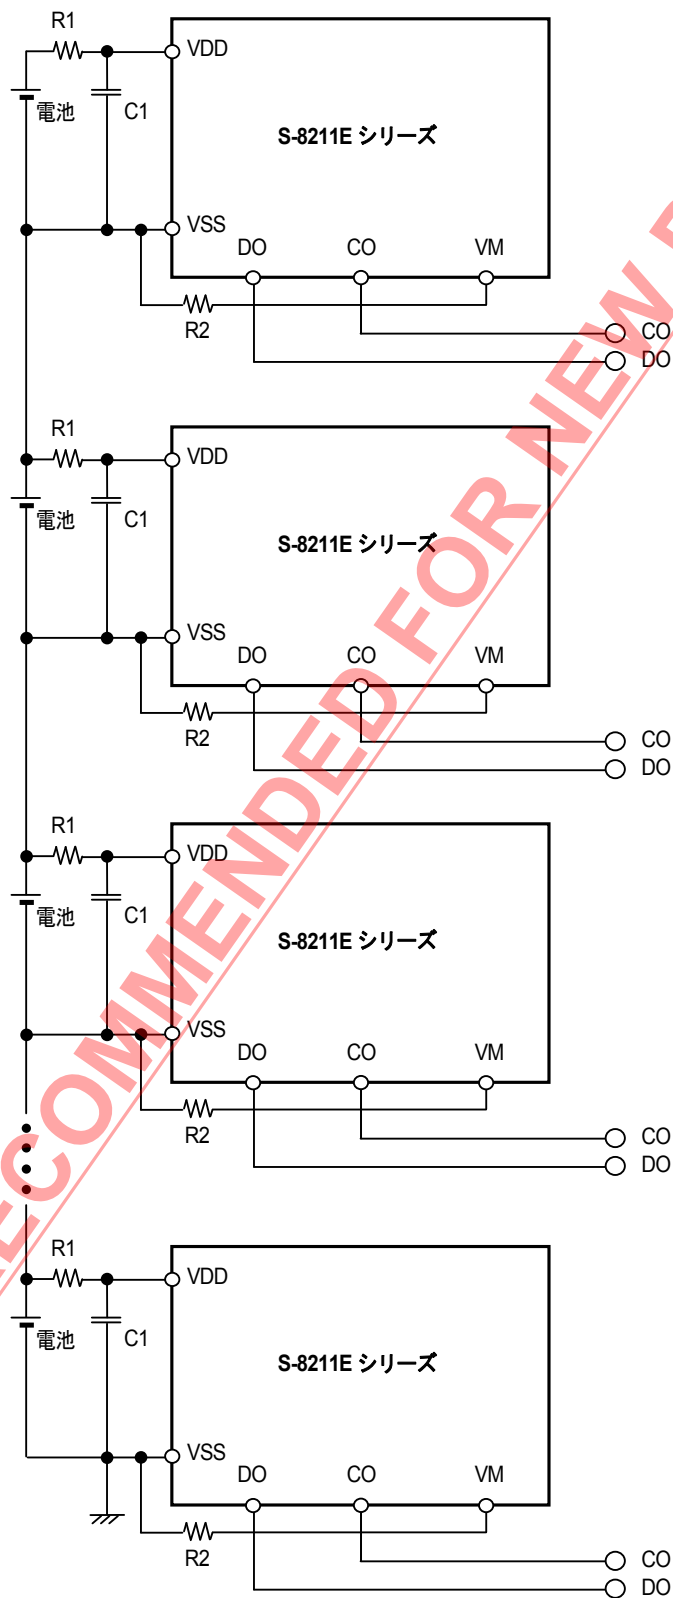 R1
VDD
電池
C1
S-8211E シリーズ
VSS
DO
CO
VM
R2
CO
DO
R1
VDD
電池
C1
S-8211E シリーズ
VSS
DO
CO
VM
R2
CO
DO
R1
VDD
電池
C1
S-8211E シリーズ
VSS
DO
CO
VM
R2
CO
DO
R1
VDD
電池
C1
S-8211E シリーズ
VSS
DO
CO
VM
R2
CO
DO
RECOMMENDED FOR NEW